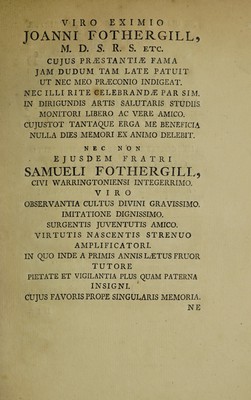 VIRO EXIMIO
JOANNI FOTHERGILL,
M. D. S. R. S. ETC.
CUJUS PRÆSTANTIÆ FAMA
JAM DUDUM TAM LATE PATUIT
UT NEC MEO PRÆCONIO INDIGEAT.
NEC ILLI RITE CELEBRANDÆ PAR SIM.
IN DIRIGUNDIS ARTIS SALUTARIS STUDIIS
MONITORI LIBERO AC VERE AMICO.
CUJUSTOT TANTAQUE ERGA ME BENEFICIA
NULLA DIES MEMORI EX ANIMO DELEBIT.
NEC NON
EJUSDEM FRATRI
SAMUELI FOTHERGILL,
CIVI WARRINGTONIENSI INTEGERRIMO.
VIRO
OBSERVANTIA CULTUS DIVINI GRAVISSIMO.
IMITATIONE DIGNISSIMO.
SURGENTIS JUVENTUTIS AMICO.
VIRTUTIS NASCENTIS STRENUO
AMPLIFICATORI.
IN QUO INDE A PRIMIS ANNIS LÆTUS FRUOR
TUTORE
PIETATE ET VIGILANTIA PLUS QUAM PATERNA
INSIGNI.
CUJUS FAVORIS PROPE SINGULARIS MEMORIA.
NE